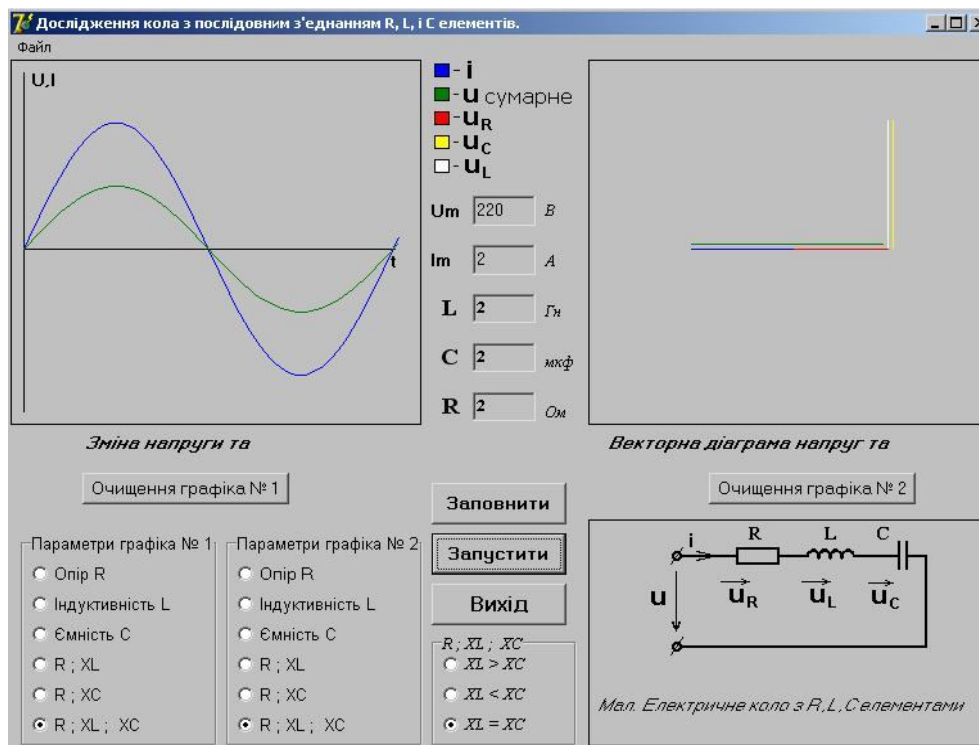 Дослідження кола з послідовним з'еднанням R, L, і С елементів.
Файл
U,I
t
- i
- u сумарне
- uR
- uC
- uL
Um 220 В
Im 2 А
L 2 Гн
C 2 мкф
R 2 Ом
Зміна напруги та
Векторна діаграма напруг та
Очищення графіка № 1
Очищення графіка № 2
Заповнити
Запустити
Вихід
Параметри графіка № 1
Опір R
Індуктивність L
Ємність С
R ; XL
R ; XC
R ; XL ; XC
Параметри графіка № 2
Опір R
Індуктивність L
Ємність С
R ; XL
R ; XC
R ; XL ; XC
R ; XL ; XC
XL > XC
XL < XC
XL = XC
i R L C
u uR uL uC
Мал. Електричне коло з R,L,C елементами